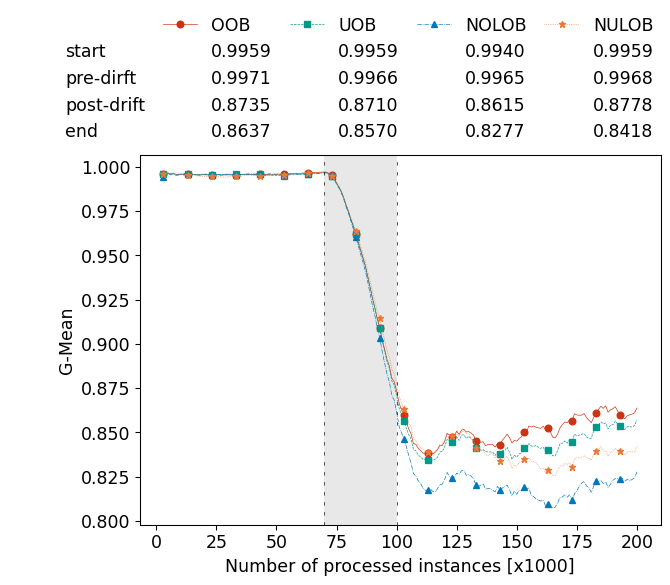 OOB UOB NOLOB NULOB
start 0.9959 0.9959 0.9940 0.9959
pre-dirft 0.9971 0.9966 0.9965 0.9968
post-drift 0.8735 0.8710 0.8615 0.8778
end 0.8637 0.8570 0.8277 0.8418
1.000
0.975
0.950
0.925
0.900
0.875
0.850
0.825
0.800
G-Mean
0 25 50 75 100 125 150 175 200
Number of processed instances [x1000]